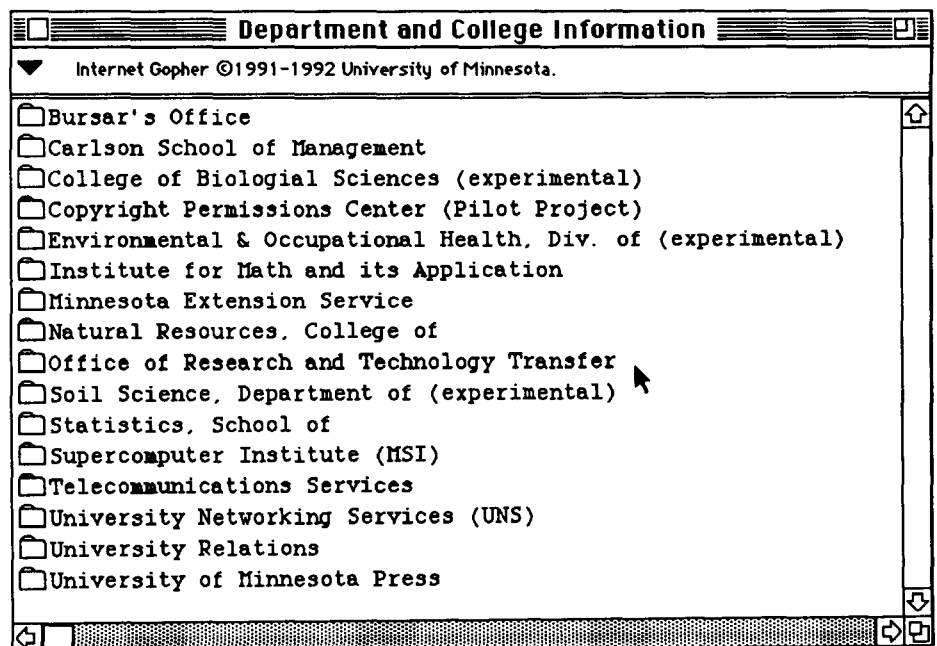 Department and College Information
Internet Gopher ©1991-1992 University of Minnesota.
Bursar's Office
Carlson School of Management
College of Biologial Sciences (experimental)
Copyright Permissions Center (Pilot Project)
Environmental & Occupational Health, Div. of (experimental)
Institute for Math and its Application
Minnesota Extension Service
Natural Resources, College of
Office of Research and Technology Transfer
Soil Science, Department of (experimental)
Statistics, School of
Supercomputer Institute (MSI)
Telecommunications Services
University Networking Services (UNS)
University Relations
University of Minnesota Press